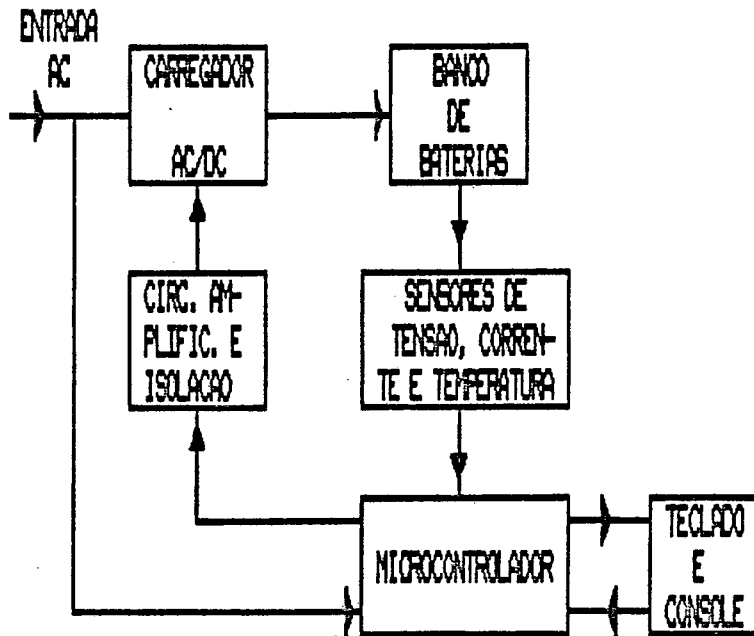 ENTRADA
AC
CARREGADOR
AC/DC
BANCO
DE
BATERIAS
CIRC. AM-
PLIFIC. E
ISOLACAO
SENSORES DE
TENSAO, CORREN-
TE E TEMPERATURA
MICROCONTROLADOR
TECLADO
E
CONSOLE